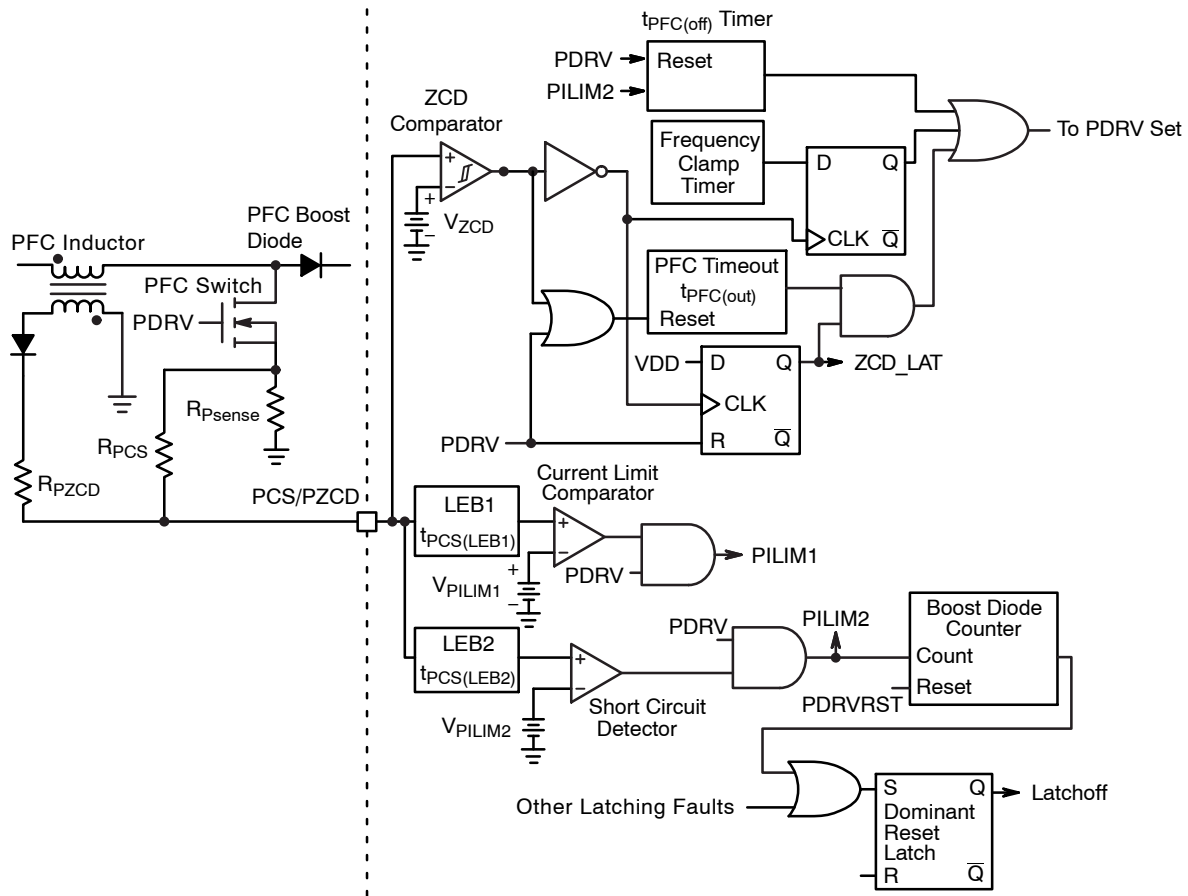 tPFC(off) Timer
PDRV
PILIM2
Reset
ZCD
Comparator
Frequency
Clamp
Timer
D
Q
CLK
Q
To PDRV Set
+
−
+
−
VZCD
PFC Boost
Diode
PFC Inductor
PFC Switch
PDRV
RPsense
RPCS
RPZCD
PCS/PZCD
PFC Timeout
tPFC(out)
Reset
VDD
D
Q
ZCD_LAT
CLK
PDRV
R
Q
Current Limit
Comparator
LEB1
tPCS(LEB1)
+
−
+
−
VPILIM1
PDRV
PILIM1
LEB2
tPCS(LEB2)
+
−
VPILIM2
Short Circuit
Detector
PDRV
PILIM2
Boost Diode
Counter
Count
Reset
PDRVRST
Other Latching Faults
S
Q
Latchoff
Dominant
Reset
Latch
R
Q